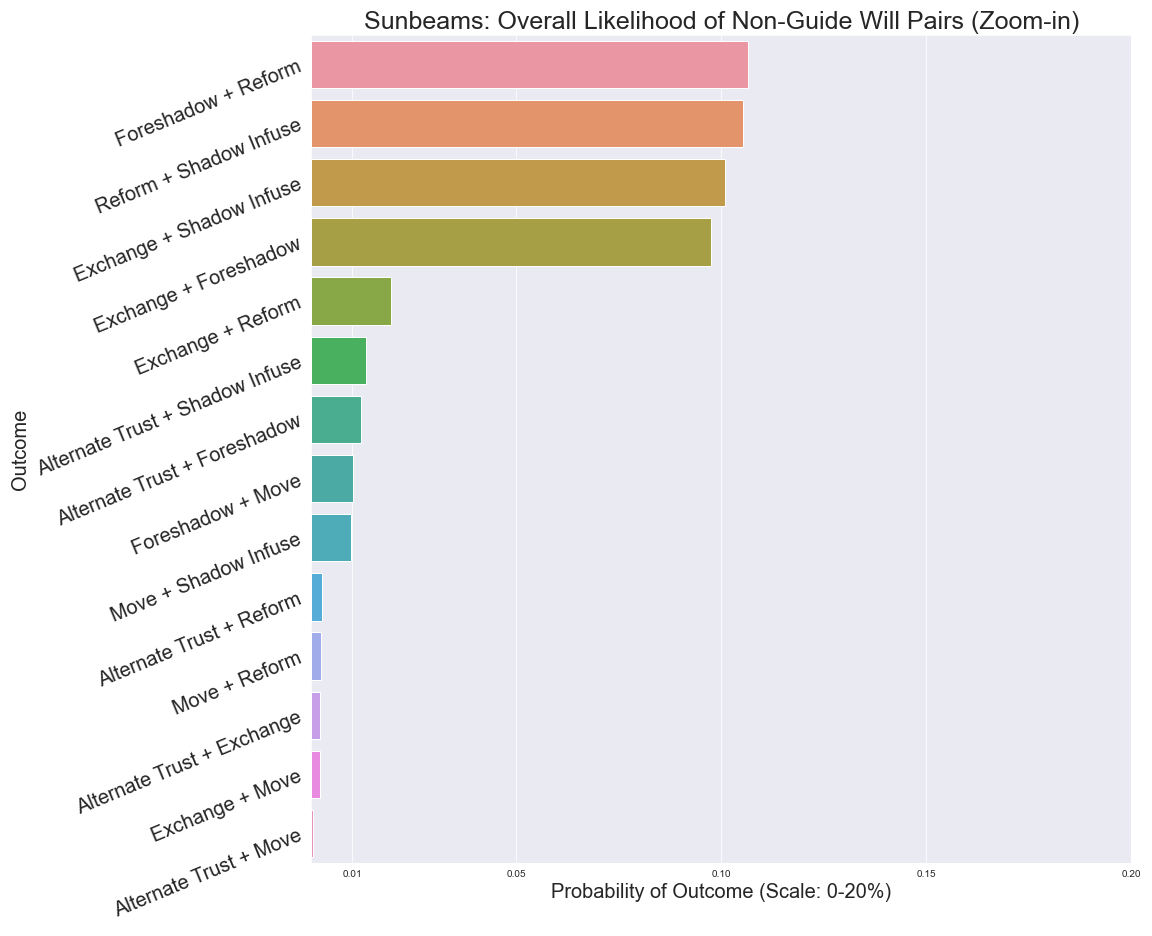 Sunbeams: Overall Likelihood of Non-Guide Will Pairs (Zoom-in)
Outcome
Foreshadow + Reform
Reform + Shadow Infuse
Exchange + Shadow Infuse
Exchange + Foreshadow
Exchange + Reform
Alternate Trust + Shadow Infuse
Alternate Trust + Foreshadow
Foreshadow + Move
Move + Shadow Infuse
Alternate Trust + Reform
Move + Reform
Alternate Trust + Exchange
Exchange + Move
Alternate Trust + Move
0.01 0.05 0.10 0.15 0.20
Probability of Outcome (Scale: 0-20%)